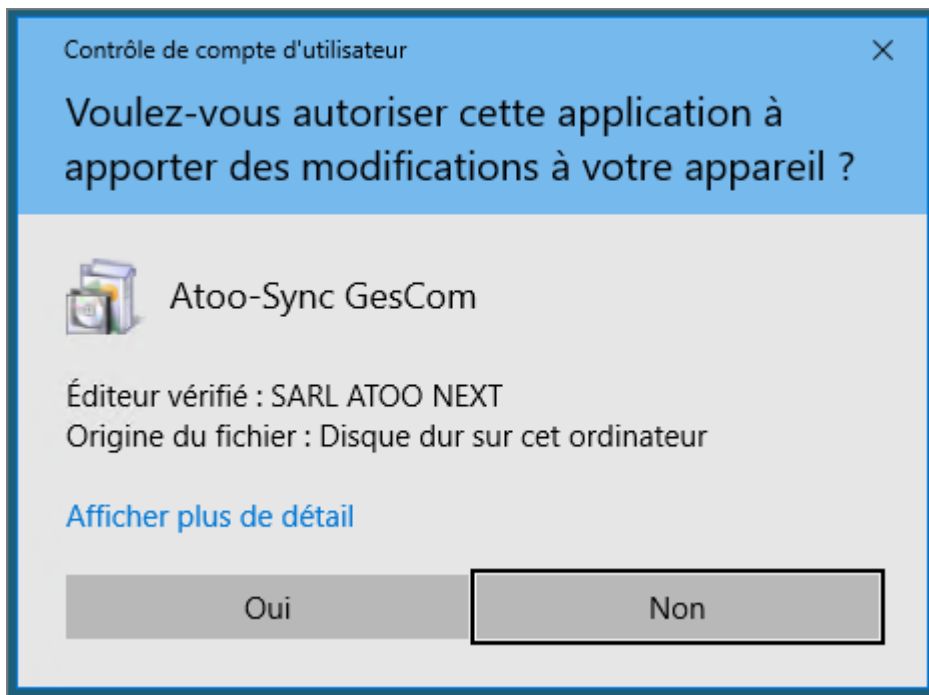 Contrôle de compte d'utilisateur
Voulez-vous autoriser cette application à
apporter des modifications à votre appareil ?
Atoo-Sync GesCom
Éditeur vérifié : SARL ATOO NEXT
Origine du fichier : Disque dur sur cet ordinateur
Afficher plus de détail
Oui
Non